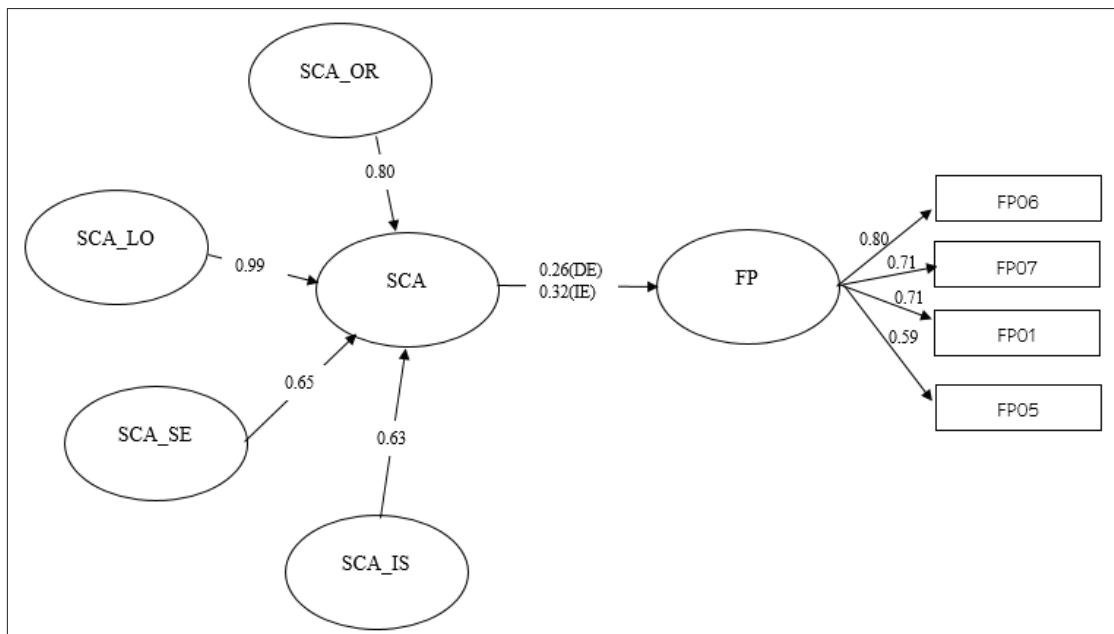 SCA_OR
0.80
SCA_LO
0.99
SCA
0.26(DE)
0.32(IE)
FP
0.80
0.71
0.71
0.59
FP06
FP07
FP01
FP05
0.65
SCA_SE
0.63
SCA_IS